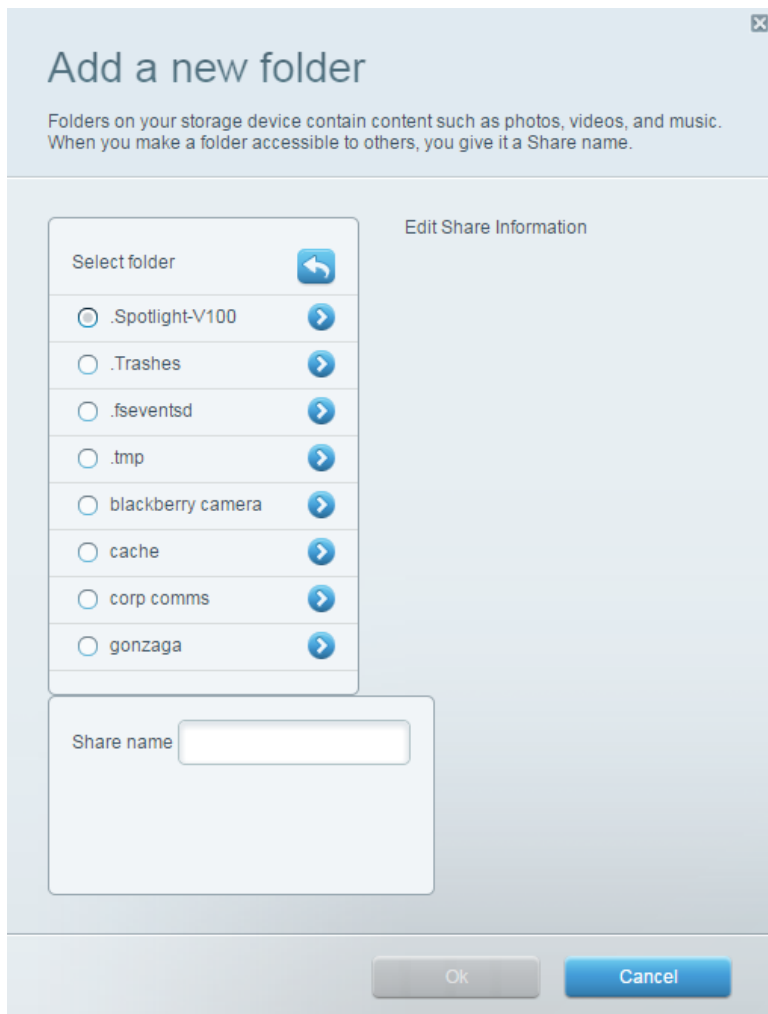 Add a new folder
Folders on your storage device contain content such as photos, videos, and music.
When you make a folder accessible to others, you give it a Share name.
Edit Share Information
Select folder
.Spotlight-V100
.Trashes
.fseventsd
.tmp
blackberry camera
cache
corp comms
gonzaga
Share name
Ok
Cancel